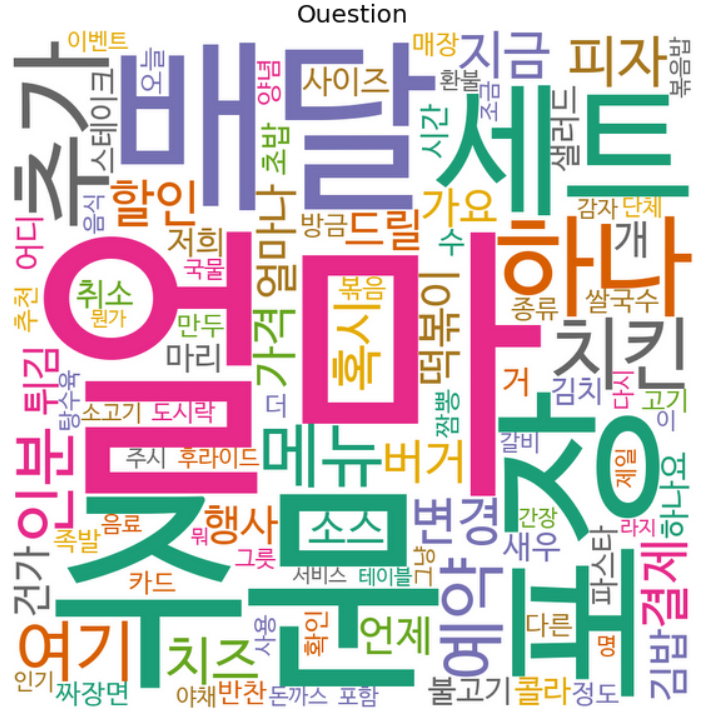 Ouestion
이벤트
추가
스테이크
오늘
배달
양념
사이즈
매장
지금
환불
조금
피자
볶음밥
초밥
시간
세트
샐러드
음식
할인
얼마나
방금
드릴
가요
감자
단체
어디
저희
국물
수
하나
개
추천
취소
뭔가
얼마
볶음
혹시
떡볶이
종류
쌀국수
만두
마리
가격
치킨
튀김
탕수육
소고기
도시락
더
짬뽕
거
김치
다시
고기
이
인분
주시
후라이드
메뉴
버거
갈비
포장
제일
하나요
족발
음료
뭐
행사
주문
소스
변경
간장
새우
라지
건가
그릇
카드
서비스
테이블
그냥
예약
파스타
결제
여기
치즈
사용
확인
언제
다른
명
김밥
인기
짜장면
야채
반찬
돈까스
포함
불고기
콜라
정도